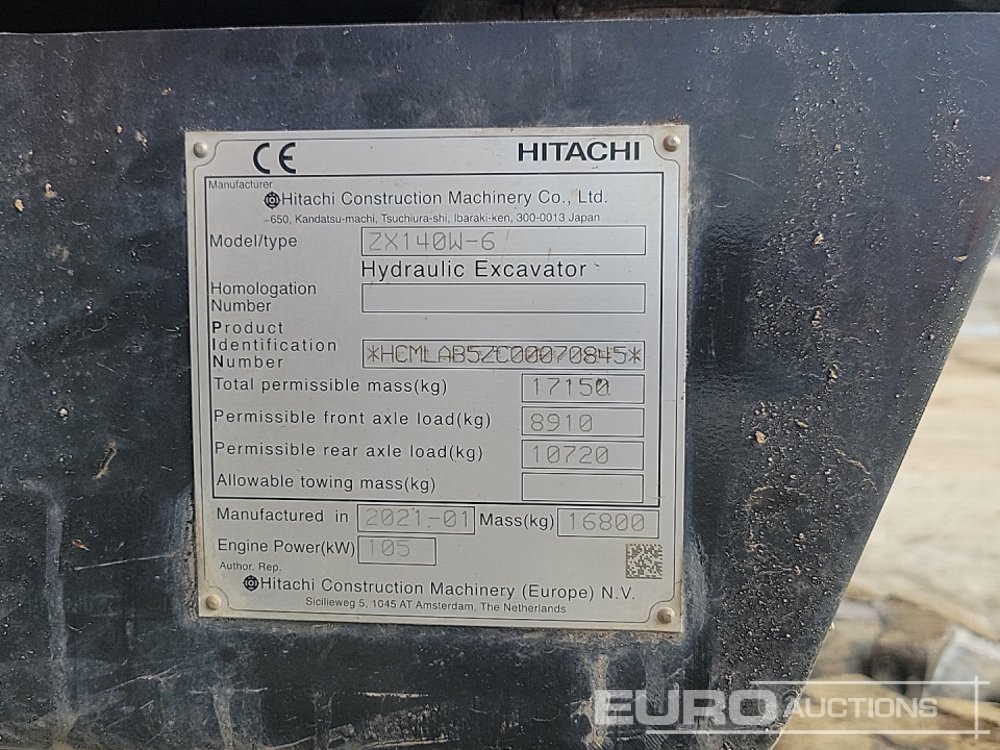 CE HITACHI
Manufacturer
Hitachi Construction Machinery Co., Ltd.
650, Kandatsu-machi, Tsuchiura-shi, Ibaraki-ken, 300-0013 Japan
Model/type ZX140W-6
Hydraulic Excavator
Homologation
Number
Product
Identification
Number *HCMLAB5ZC00070845*
Total permissible mass(kg) 17150
Permissible front axle load(kg) 8910
Permissible rear axle load(kg) 10720
Allowable towing mass(kg)
Manufactured in 2021-01 Mass(kg) 16800
Engine Power(kW) 105
Author. Rep.
Hitachi Construction Machinery (Europe) N.V.
Sicilieweg 5, 1045 AT Amsterdam, The Netherlands
EURO AUCTIONS